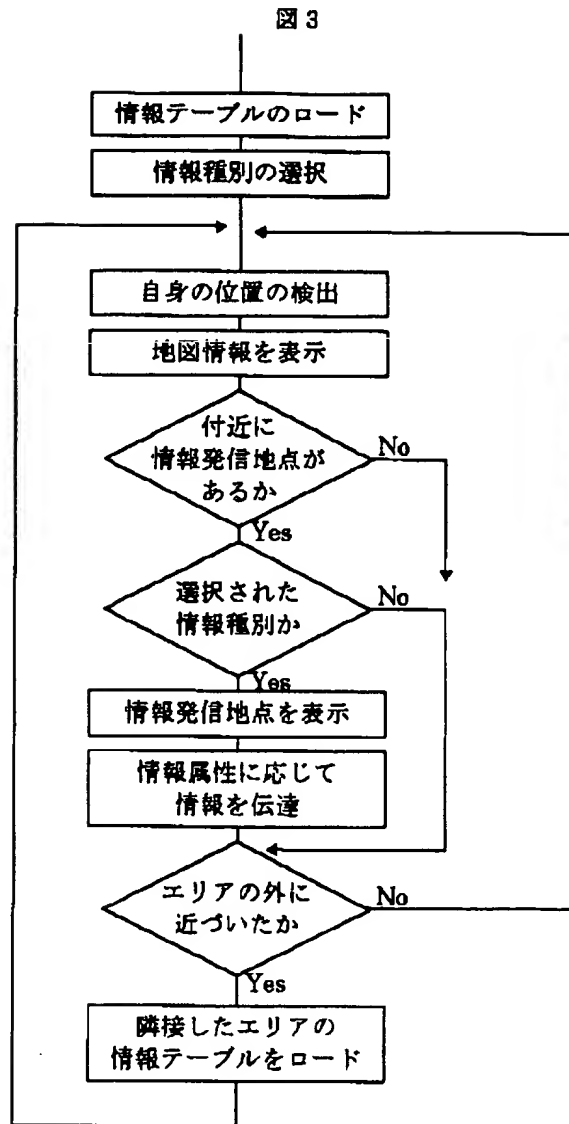 図3
情報テーブルのロード
情報種別の選択
自身の位置の検出
地図情報を表示
付近に
情報発信地点が
あるか
No
Yes
選択された
情報種別か
No
Yes
情報発信地点を表示
情報属性に応じて
情報を伝達
エリアの外に
近づいたか
No
Yes
隣接したエリアの
情報テーブルをロード